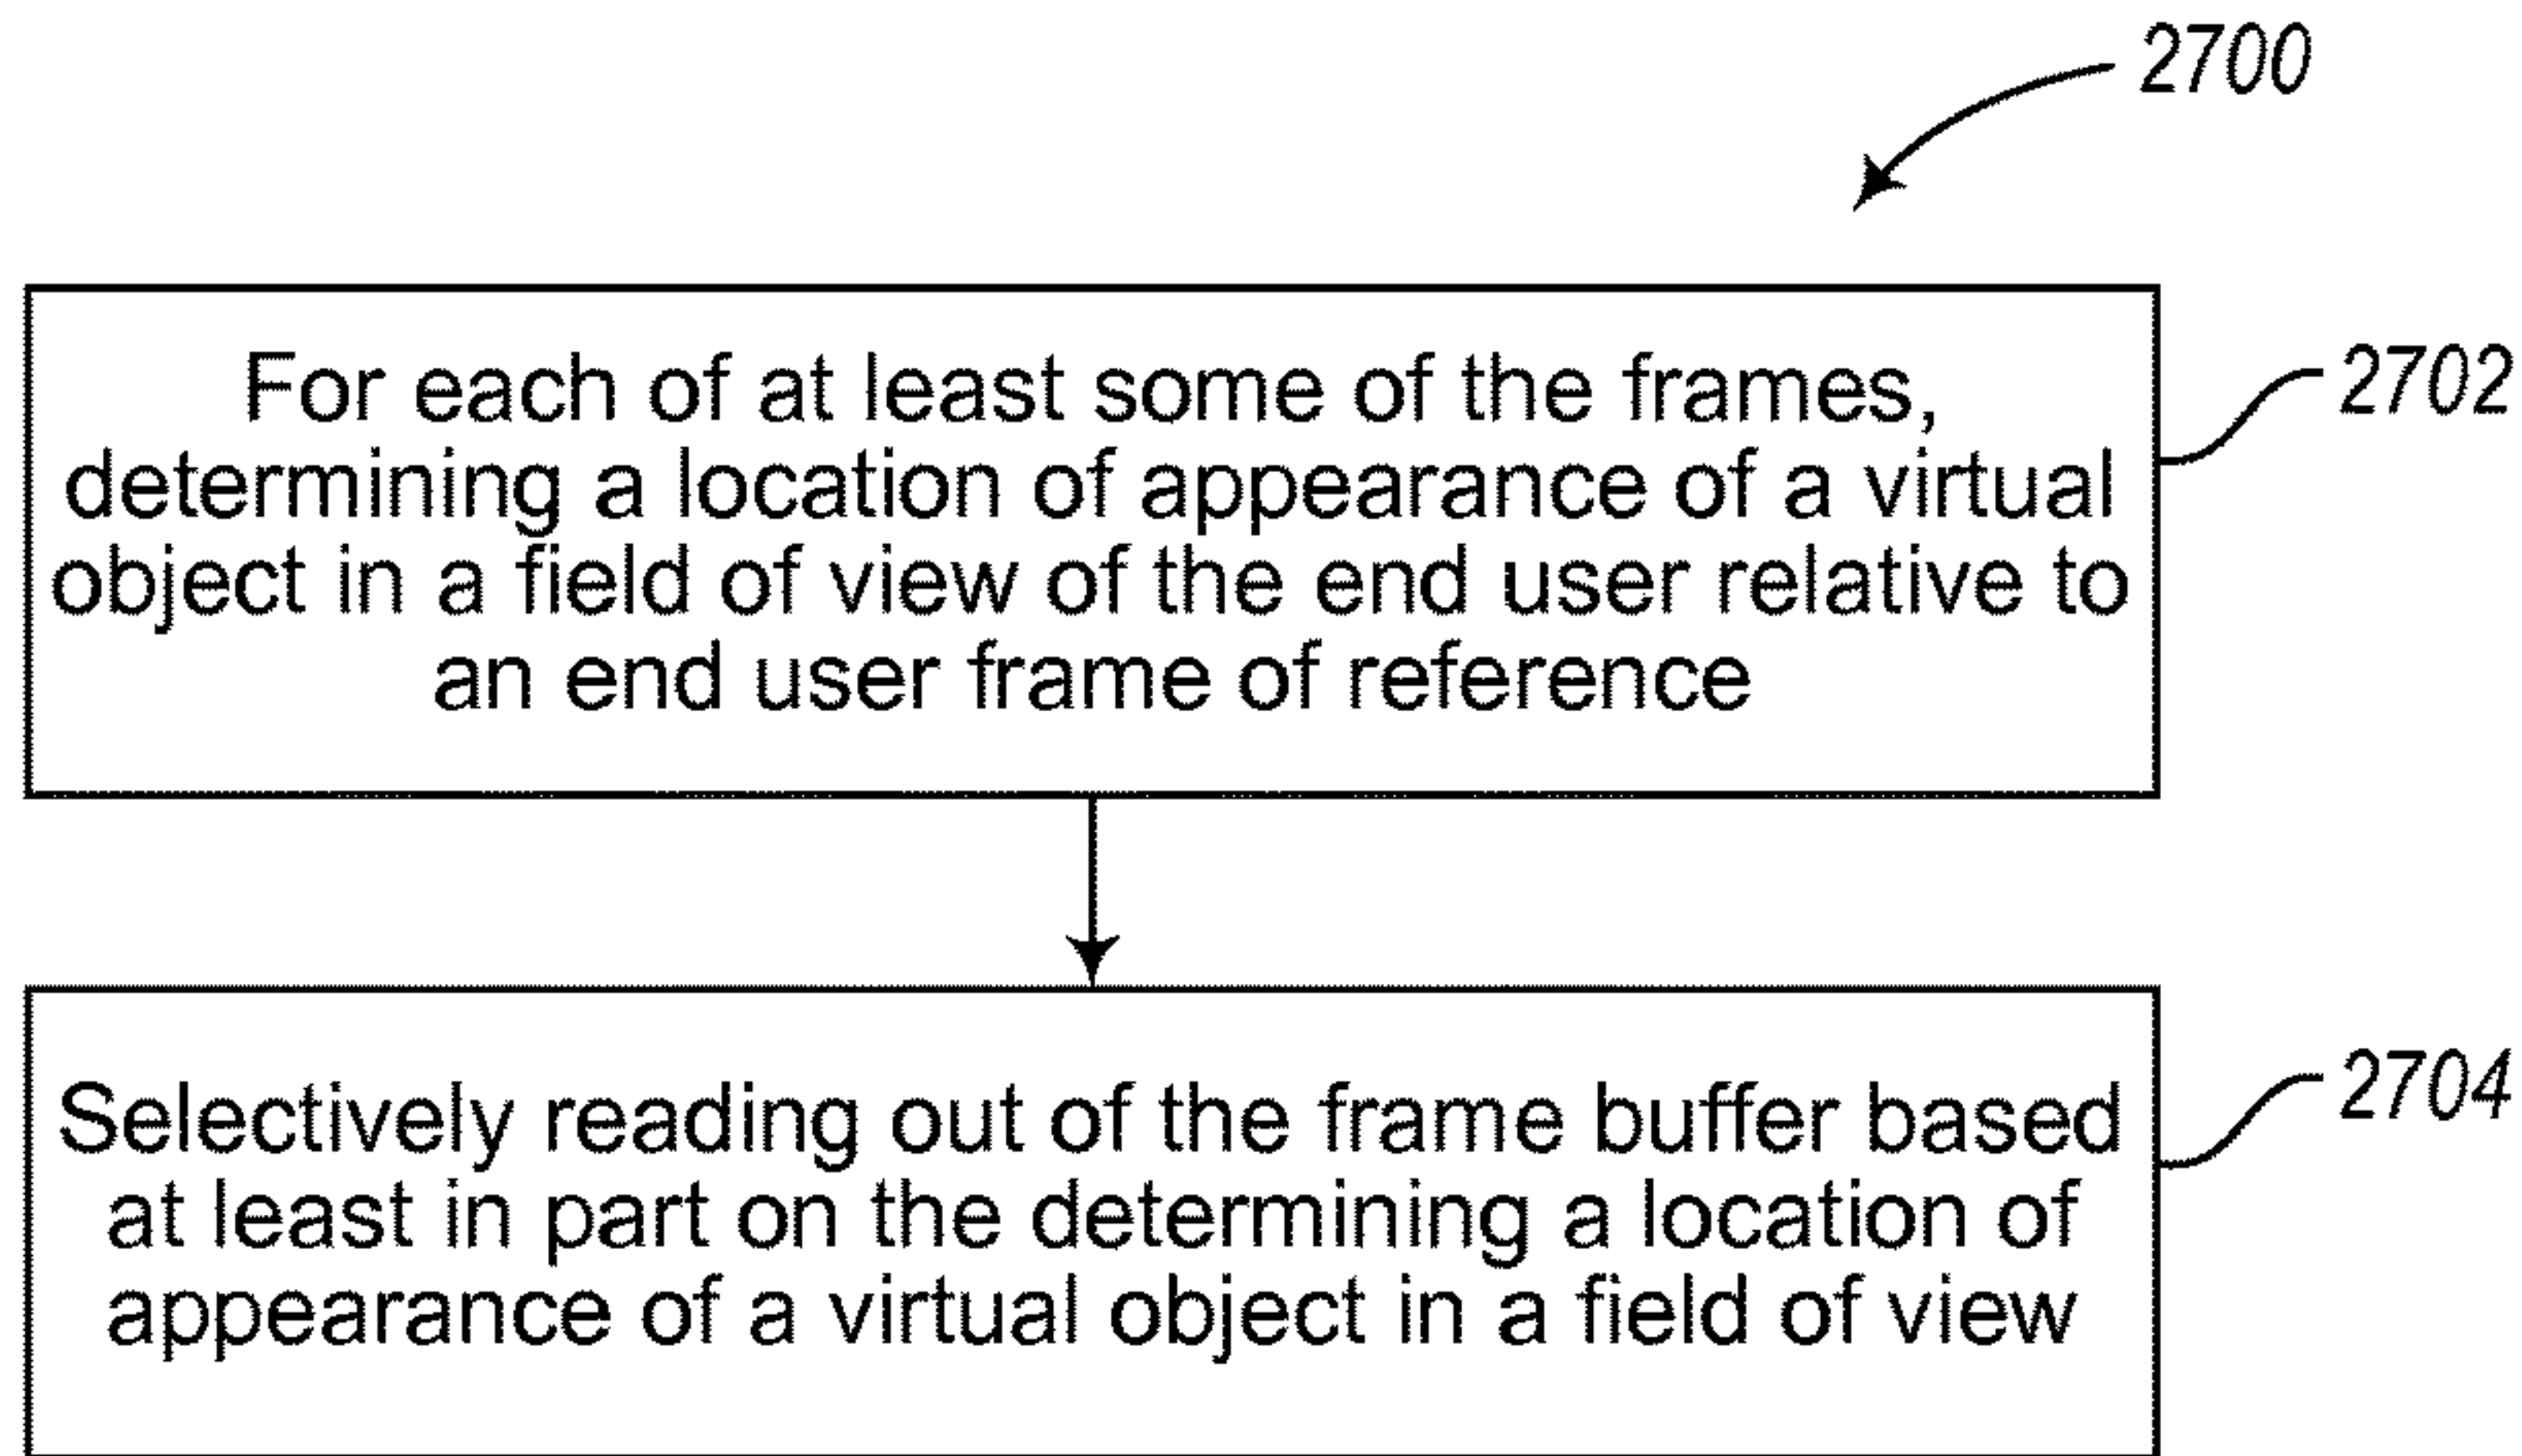 2700
For each of at least some of the frames,
determining a location of appearance of a virtual
object in a field of view of the end user relative to
an end user frame of reference
2702
Selectively reading out of the frame buffer based
at least in part on the determining a location of
appearance of a virtual object in a field of view
2704